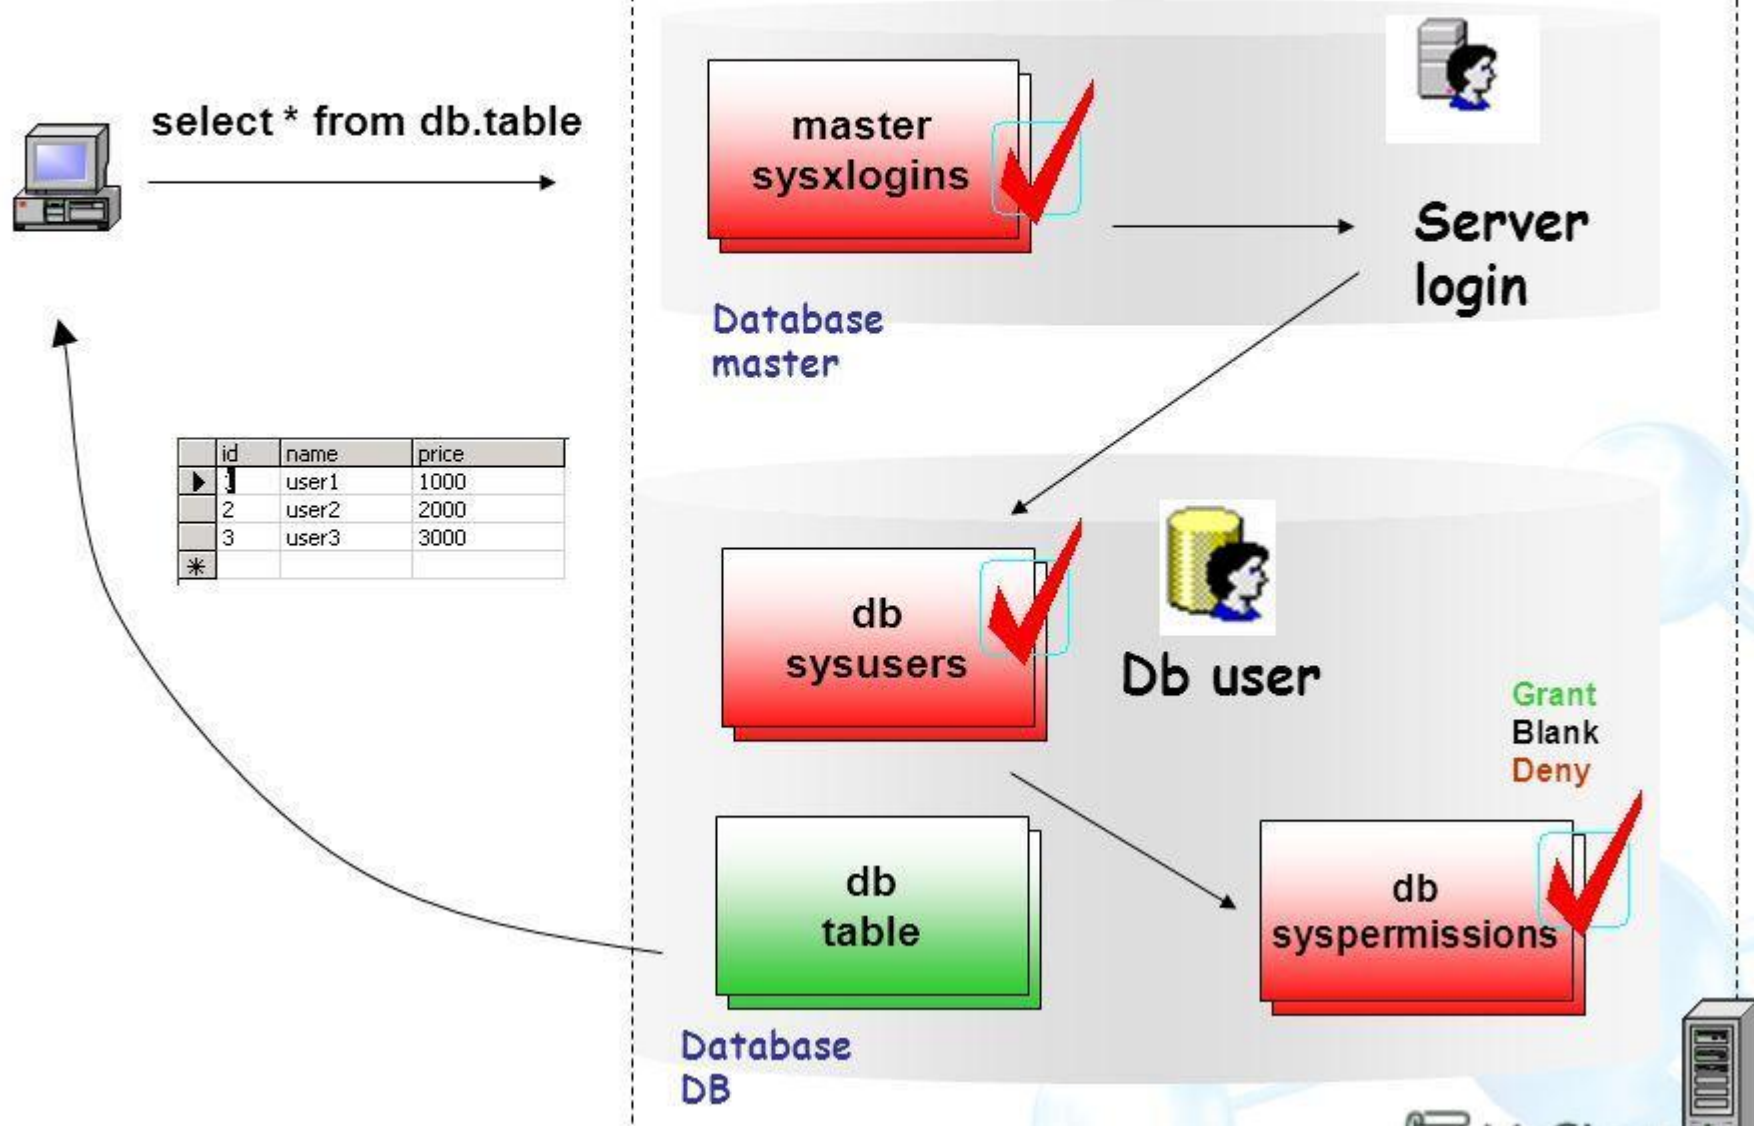 select * from db.table
master
sysxlogins
Server
login
Database
master
id name price
user1 1000
2 user2 2000
3 user3 3000
db
sysusers
Db user
Grant
Blank
Deny
db
table
db
syspermissions
Database
DB